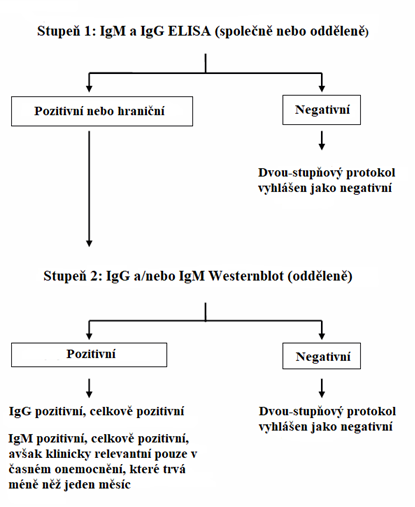 Stupeň 1: IgM a IgG ELISA (společně nebo odděleně)
Pozitivní nebo hraniční
Negativní
Dvou-stupňový protokol
vyhlášen jako negativní
Stupeň 2: IgG a/nebo IgM Westernblot (odděleně)
Pozitivní
Negativní
IgG pozitivní, celkově pozitivní
IgM pozitivní, celkově pozitivní,
avšak klinicky relevantní pouze v
časném onemocnění, které trvá
méně něž jeden měsíc
Dvou-stupňový protokol
vyhlášen jako negativní